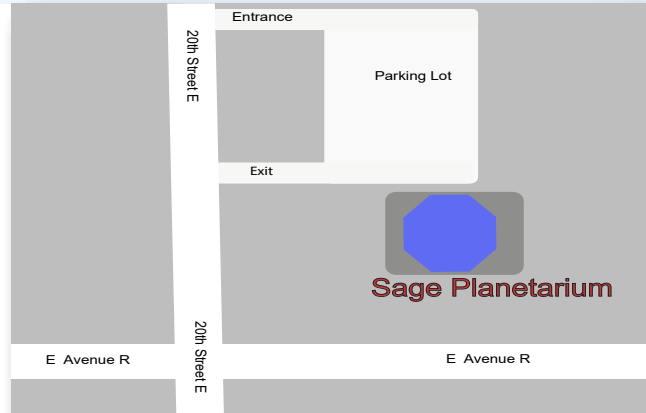 Entrance
20th Street E
Parking Lot
Exit
Sage Planetarium
20th Street E
E Avenue R
E Avenue R